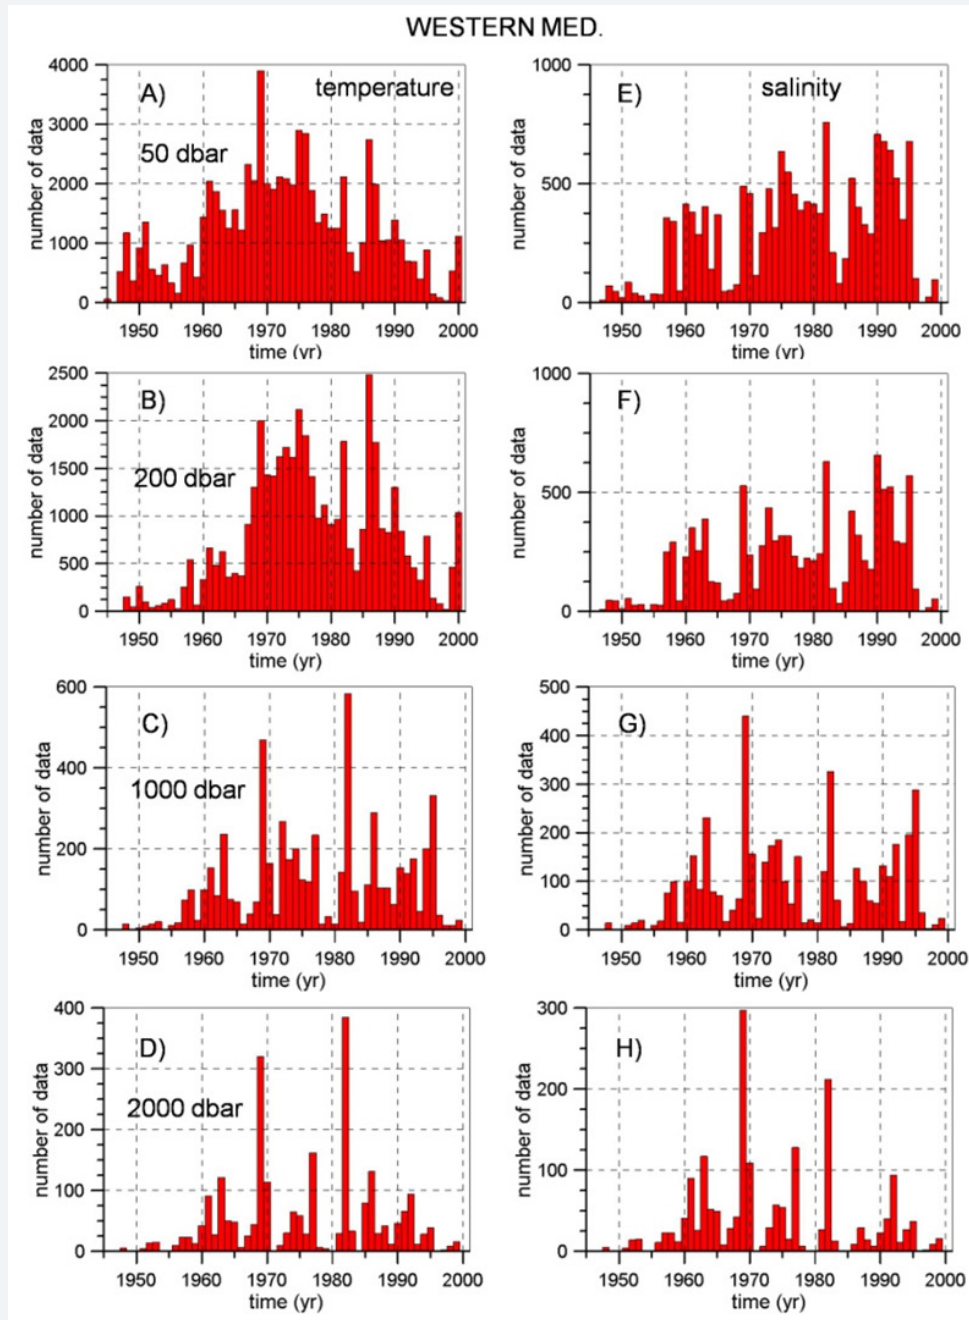 WESTERN MED.
A) temperature
50 dbar
number of data
4000
3000
2000
1000
0
1950 1960 1970 1980 1990 2000
time (yr)
E) salinity
number of data
1000
500
0
1950 1960 1970 1980 1990 2000
time (yr)
B)
200 dbar
number of data
2500
2000
1500
1000
500
0
1950 1960 1970 1980 1990 2000
time (yr)
F)
number of data
1000
500
0
1950 1960 1970 1980 1990 2000
time (yr)
C)
1000 dbar
number of data
600
400
200
0
1950 1960 1970 1980 1990 2000
time (yr)
G)
number of data
500
400
300
200
100
0
1950 1960 1970 1980 1990 2000
time (yr)
D)
2000 dbar
number of data
400
300
200
100
0
1950 1960 1970 1980 1990 2000
time (yr)
H)
number of data
300
200
100
0
1950 1960 1970 1980 1990 2000
time (yr)